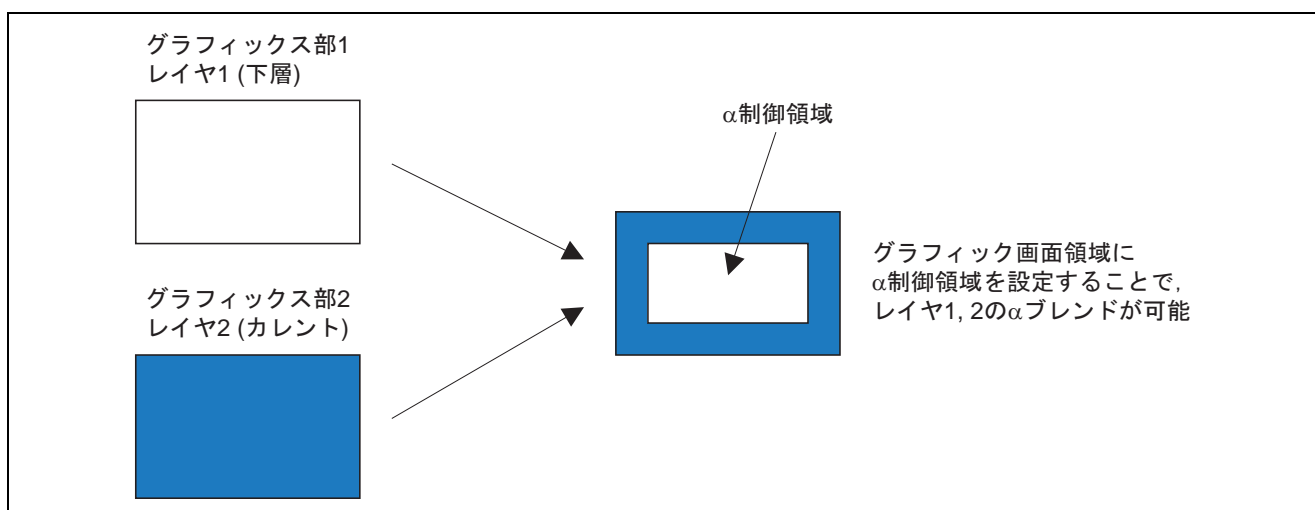 グラフィックス部1
レイヤ1 (下層)
α制御領域
グラフィックス部2
レイヤ2 (カレント)
グラフィック画面領域に
α制御領域を設定することで,
レイヤ1, 2のαブレンドが可能